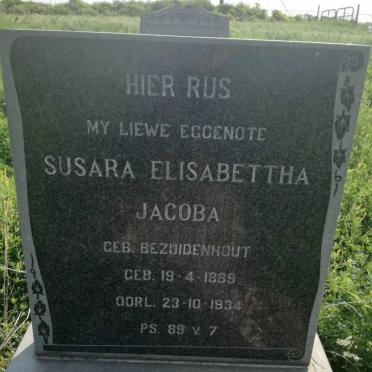 HIER RUS
MY LIEWE EGGENOTE
SUSARA ELISABETTHA
JACOBA
GEB. BEZUIDENHOUT
GEB. 19-4-1889
OORL. 23-10-1934
PS. 89 V. 7